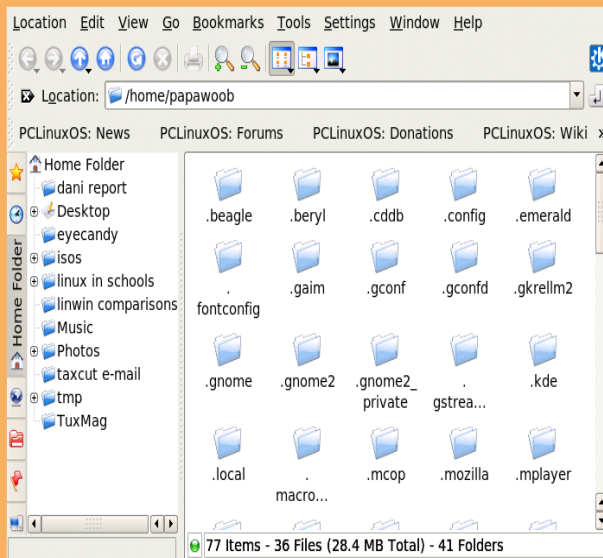 Location Edit View Go Bookmarks Tools Settings Window Help
Location: /home/papawoob
PCLinuxOS: News PCLinuxOS: Forums PCLinuxOS: Donations PCLinuxOS: Wiki »
Home Folder
Home Folder
dani report
Desktop
eyecandy
isos
linux in schools
linwin comparisons
Music
Photos
taxcut e-mail
tmp
TuxMag
.beagle .beryl .cddb .config .emerald
.
fontconfig .gaim .gconf .gconfd .gkrellm2
.gnome .gnome2 .gnome2_
private .
gstrea... .kde
.local .
macro... .mcop .mozilla .mplayer
77 Items - 36 Files (28.4 MB Total) - 41 Folders